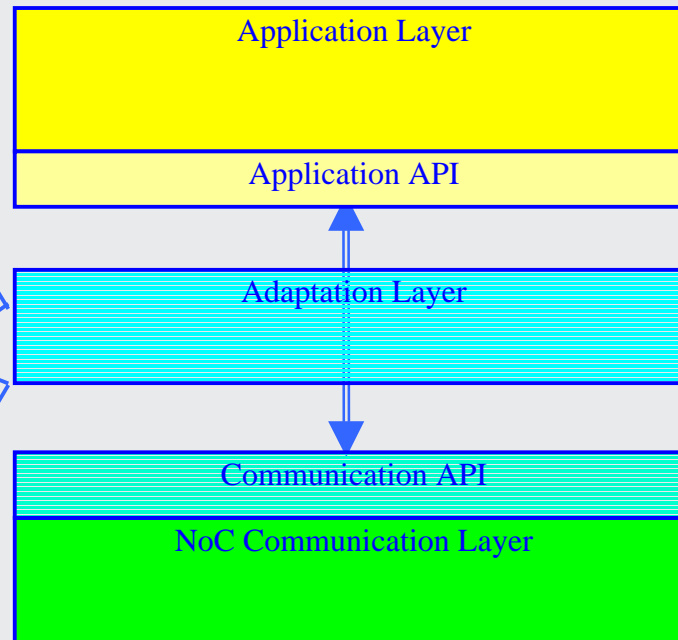 Application Layer
Application API
Adaptation Layer
Communication API
NoC Communication Layer